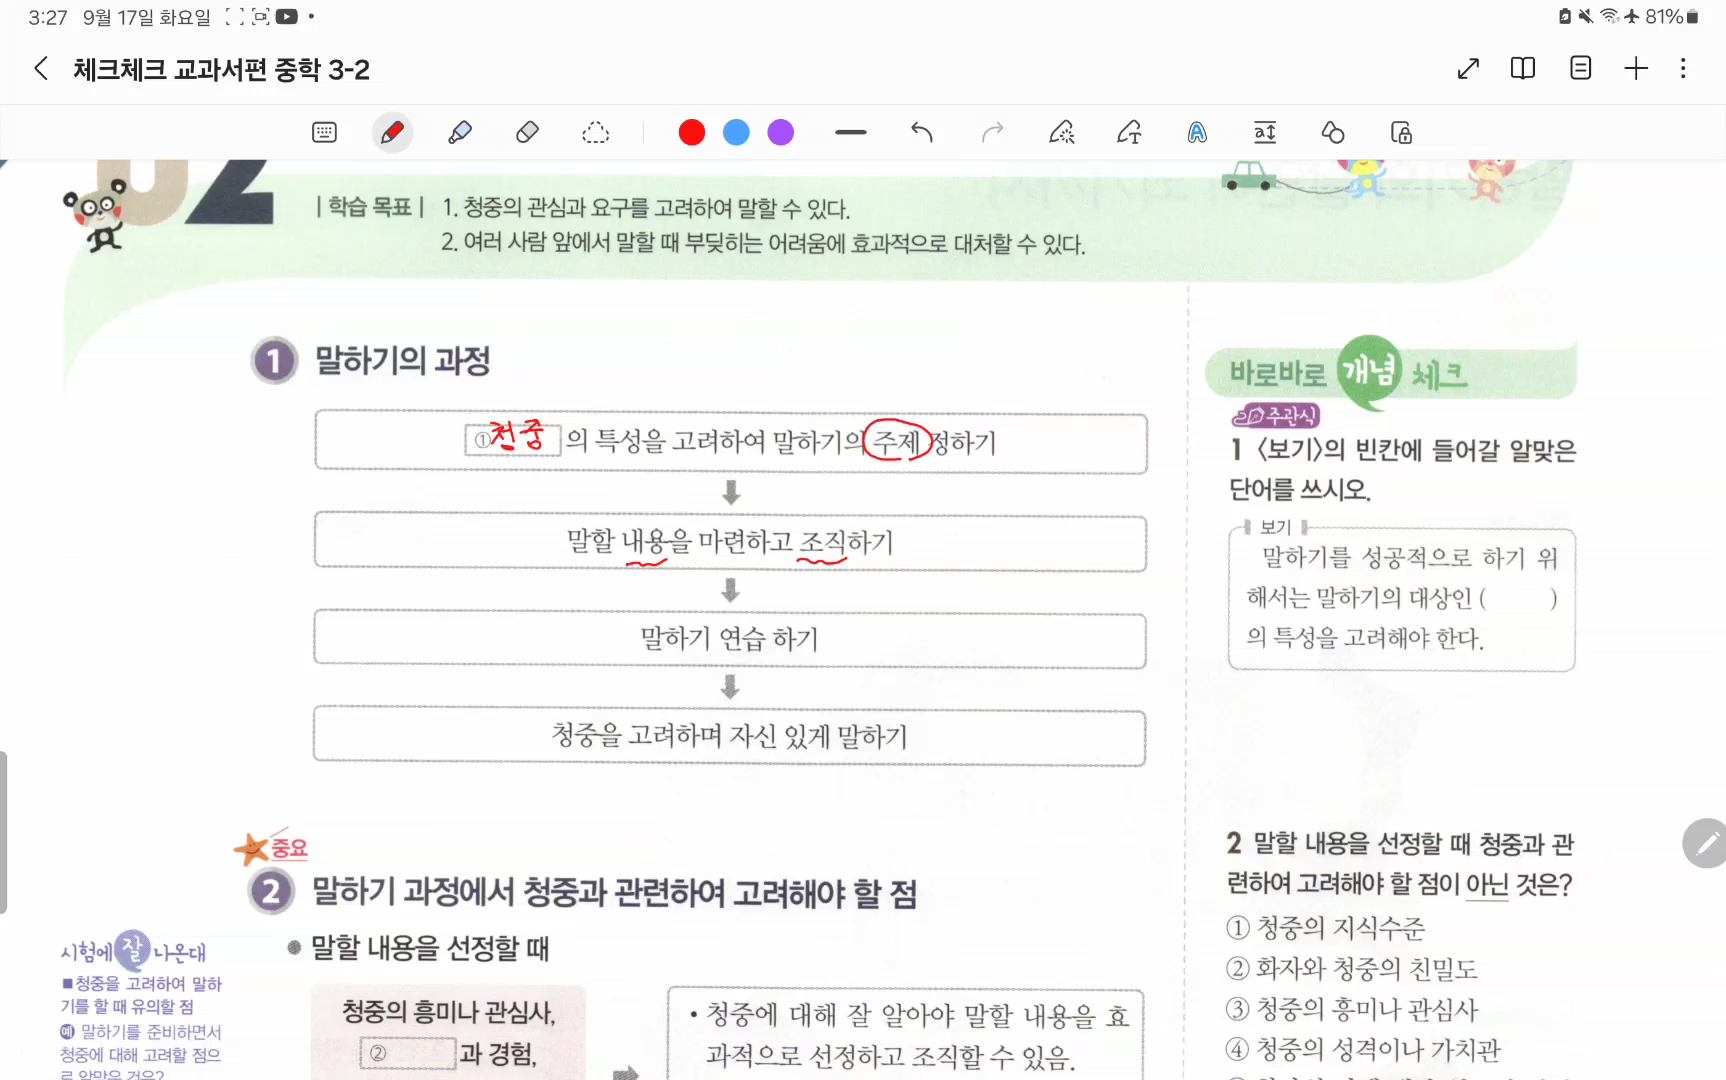 3:27 9월 17일 화요일
81%
체크체크 교과서편 중학 3-2
02
| 학습 목표 | 1. 청중의 관심과 요구를 고려하여 말할 수 있다.
2. 여러 사람 앞에서 말할 때 부딪히는 어려움에 효과적으로 대처할 수 있다.
1 말하기의 과정
① 청중 의 특성을 고려하여 말하기의 주제 정하기
말할 내용을 마련하고 조직하기
말하기 연습 하기
청중을 고려하며 자신 있게 말하기
중요
2 말하기 과정에서 청중과 관련하여 고려해야 할 점
● 말할 내용을 선정할 때
청중의 흥미나 관심사,
② 과 경험,
• 청중에 대해 잘 알아야 말할 내용을 효
과적으로 선정하고 조직할 수 있음.
시험에 잘 나온대
■ 청중을 고려하여 말하
기를 할 때 유의할 점
예 말하기를 준비하면서
청중에 대해 고려할 점으
로 알맞은 것은?
바로바로 개념 체크
주관식
1 〈보기〉의 빈칸에 들어갈 알맞은
단어를 쓰시오.
보기
말하기를 성공적으로 하기 위
해서는 말하기의 대상인 ( )
의 특성을 고려해야 한다.
2 말할 내용을 선정할 때 청중과 관
련하여 고려해야 할 점이 아닌 것은?
① 청중의 지식수준
② 화자와 청중의 친밀도
③ 청중의 흥미나 관심사
④ 청중의 성격이나 가치관